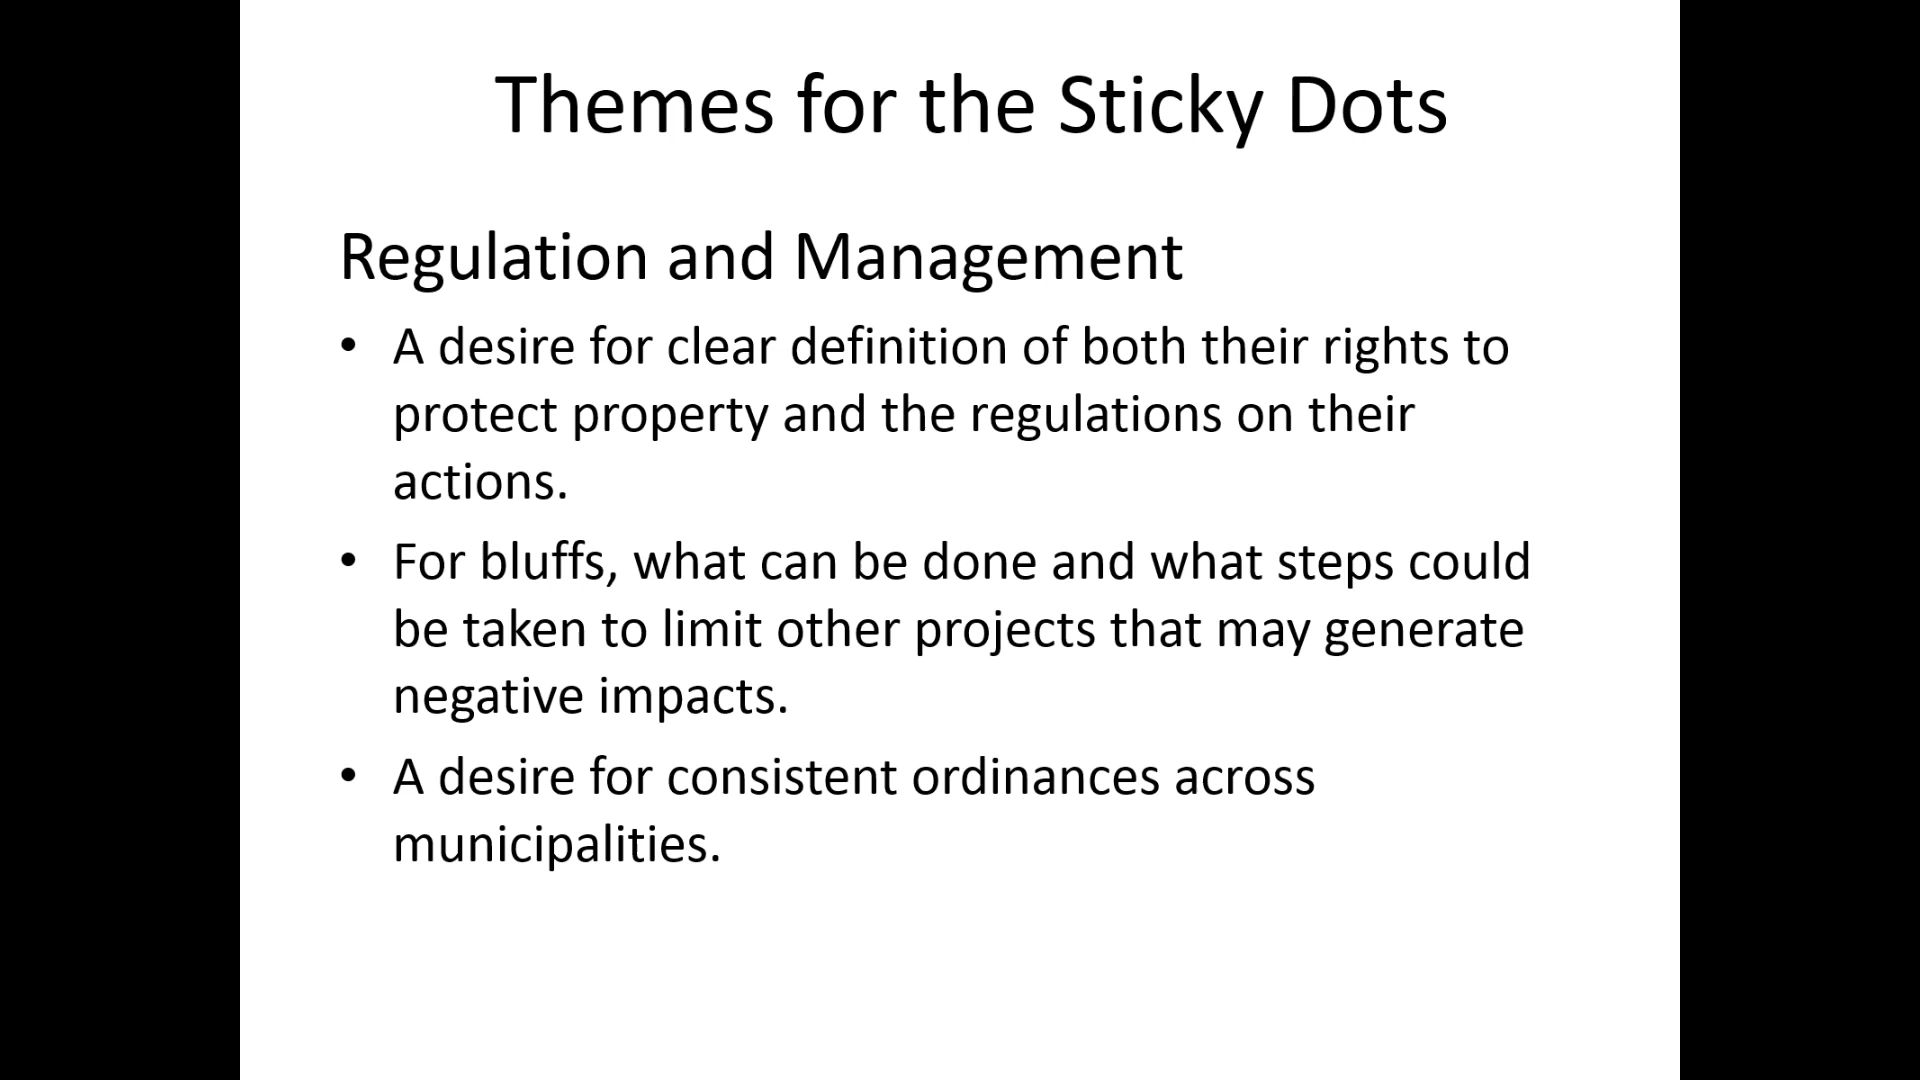 Themes for the Sticky Dots
Regulation and Management
• A desire for clear definition of both their rights to
protect property and the regulations on their
actions.
• For bluffs, what can be done and what steps could
be taken to limit other projects that may generate
negative impacts.
• A desire for consistent ordinances across
municipalities.